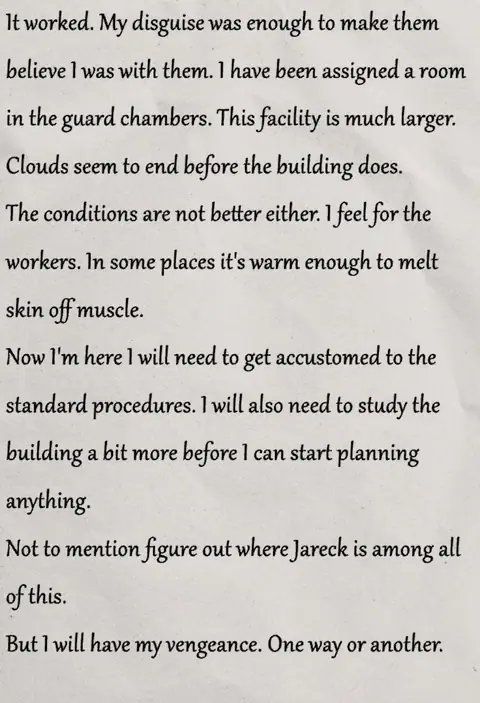 It worked. My disguise was enough to make them
believe I was with them. I have been assigned a room
in the guard chambers. This facility is much larger.
Clouds seem to end before the building does.
The conditions are not better either. I feel for the
workers. In some places it's warm enough to melt
skin off muscle.
Now I'm here I will need to get accustomed to the
standard procedures. I will also need to study the
building a bit more before I can start planning
anything.
Not to mention figure out where Jareck is among all
of this.
But I will have my vengeance. One way or another.